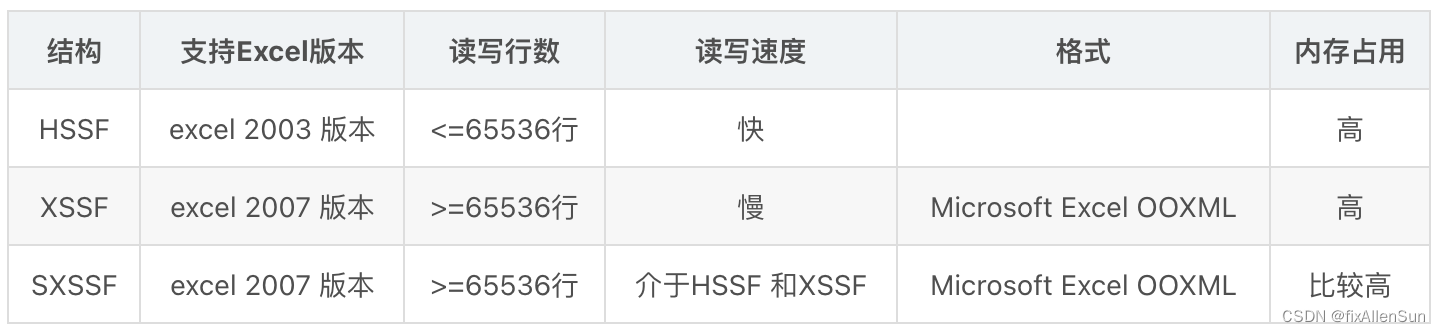 结构 支持Excel版本 读写行数 读写速度 格式 内存占用
HSSF excel 2003 版本 <=65536行 快 高
XSSF excel 2007 版本 >=65536行 慢 Microsoft Excel OOXML 高
SXSSF excel 2007 版本 >=65536行 介于HSSF 和XSSF Microsoft Excel OOXML 比较高
CSDN @fixAllenSun